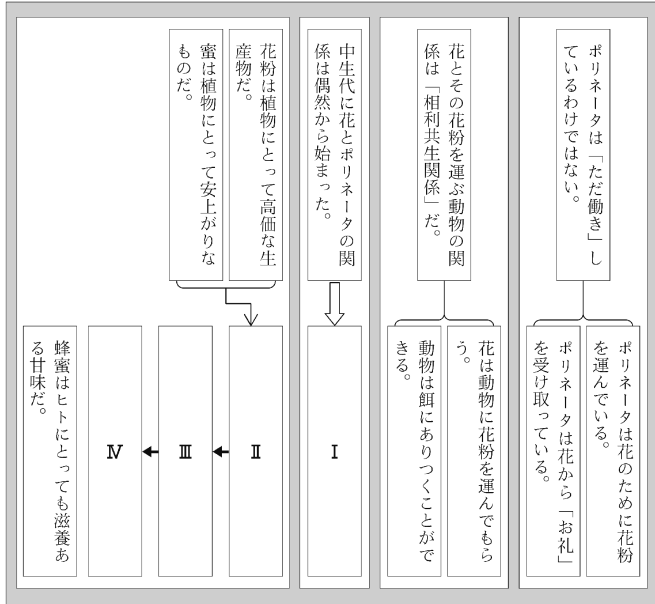 ポリネータは「ただ働き」し
ているわけではない。
ポリネータは花のために花粉
を運んでいる。
ポリネータは花から「お礼」
を受け取っている。
花とその花粉を運ぶ動物の関
係は「相利共生関係」だ。
花は動物に花粉を運んでもら
う。
動物は餌にありつくことがで
きる。
中生代に花とポリネータの関
係は偶然から始まった。
Ⅰ
花粉は植物にとって高価な生
産物だ。
蜜は植物にとって安上がりな
ものだ。
Ⅱ
Ⅲ
Ⅳ
蜂蜜はヒトにとっても滋養あ
る甘味だ。